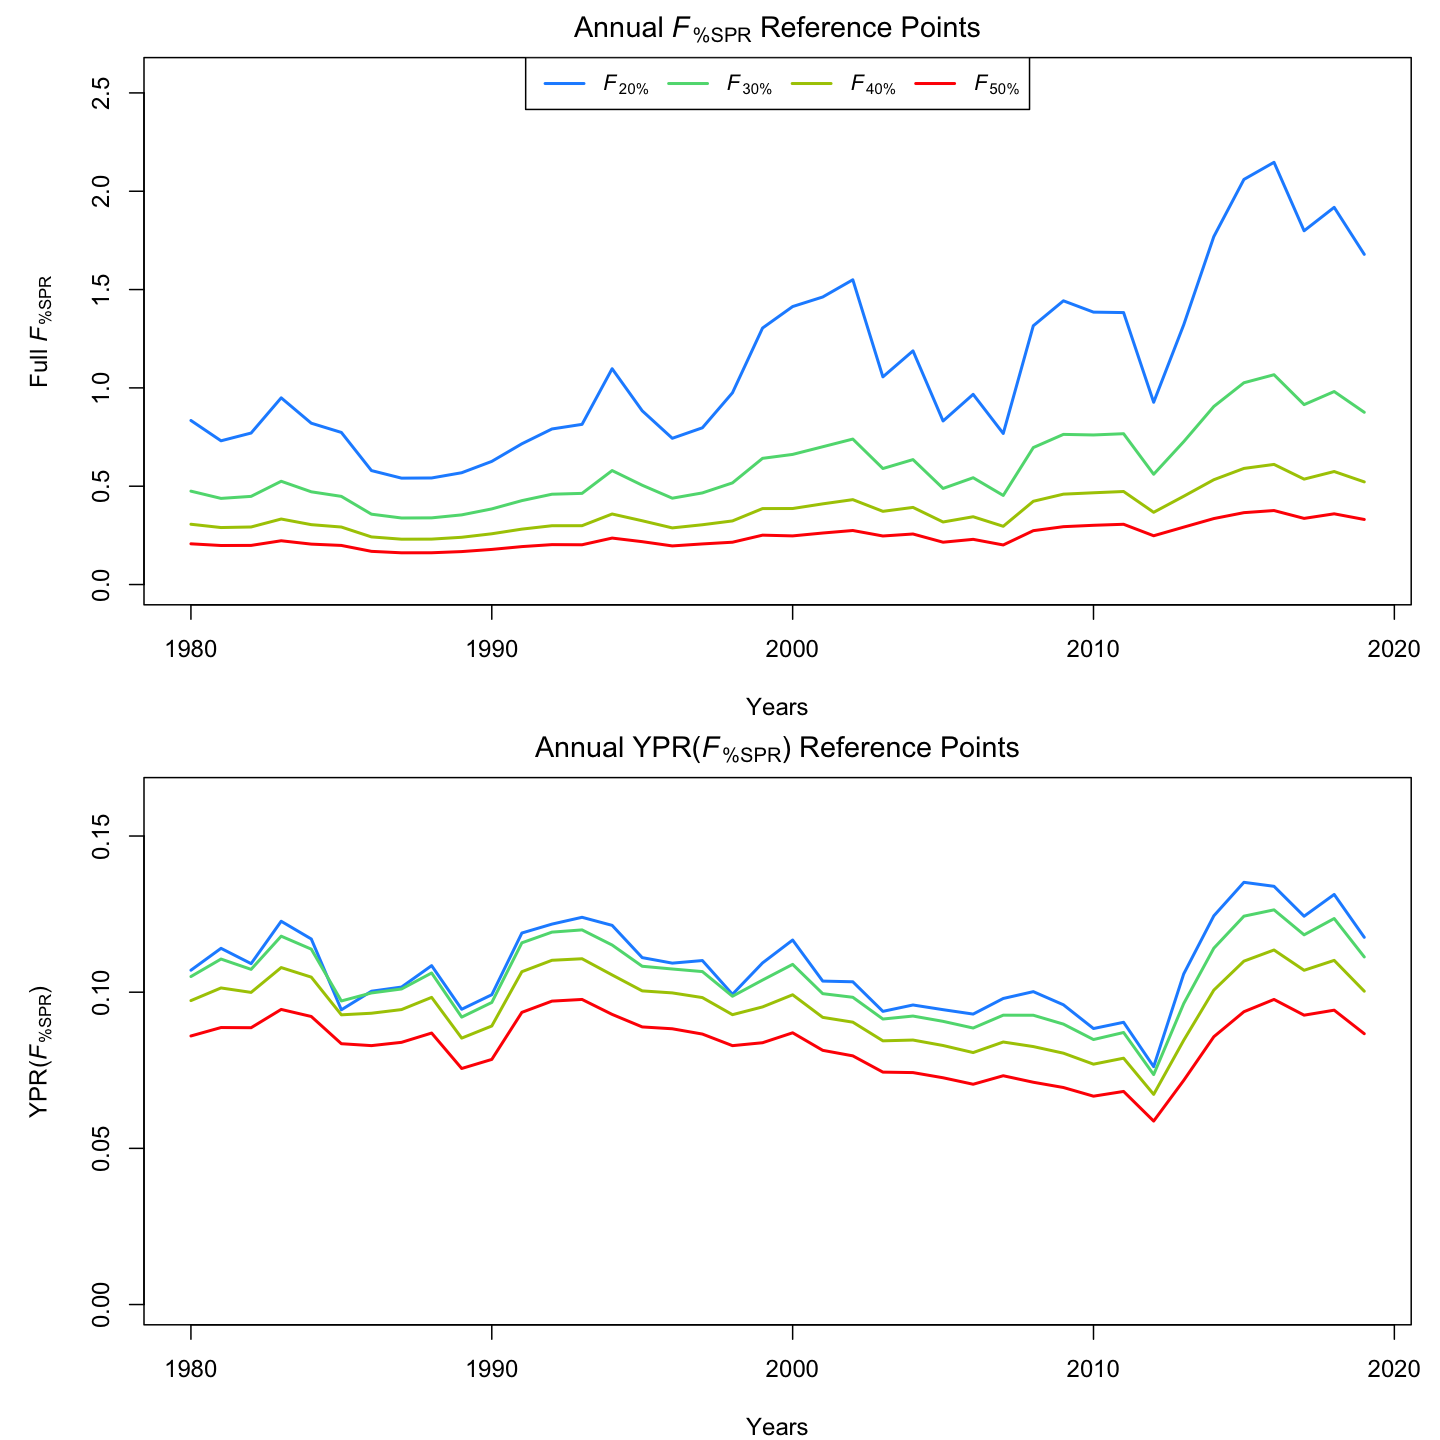 Annual F%SPR Reference Points
F20% F30% F40% F50%
Full F%SPR
2.5
2.0
1.5
1.0
0.5
0.0
1980 1990 2000 2010 2020
Years
Annual YPR(F%SPR) Reference Points
YPR(F%SPR)
0.15
0.10
0.05
0.00
1980 1990 2000 2010 2020
Years